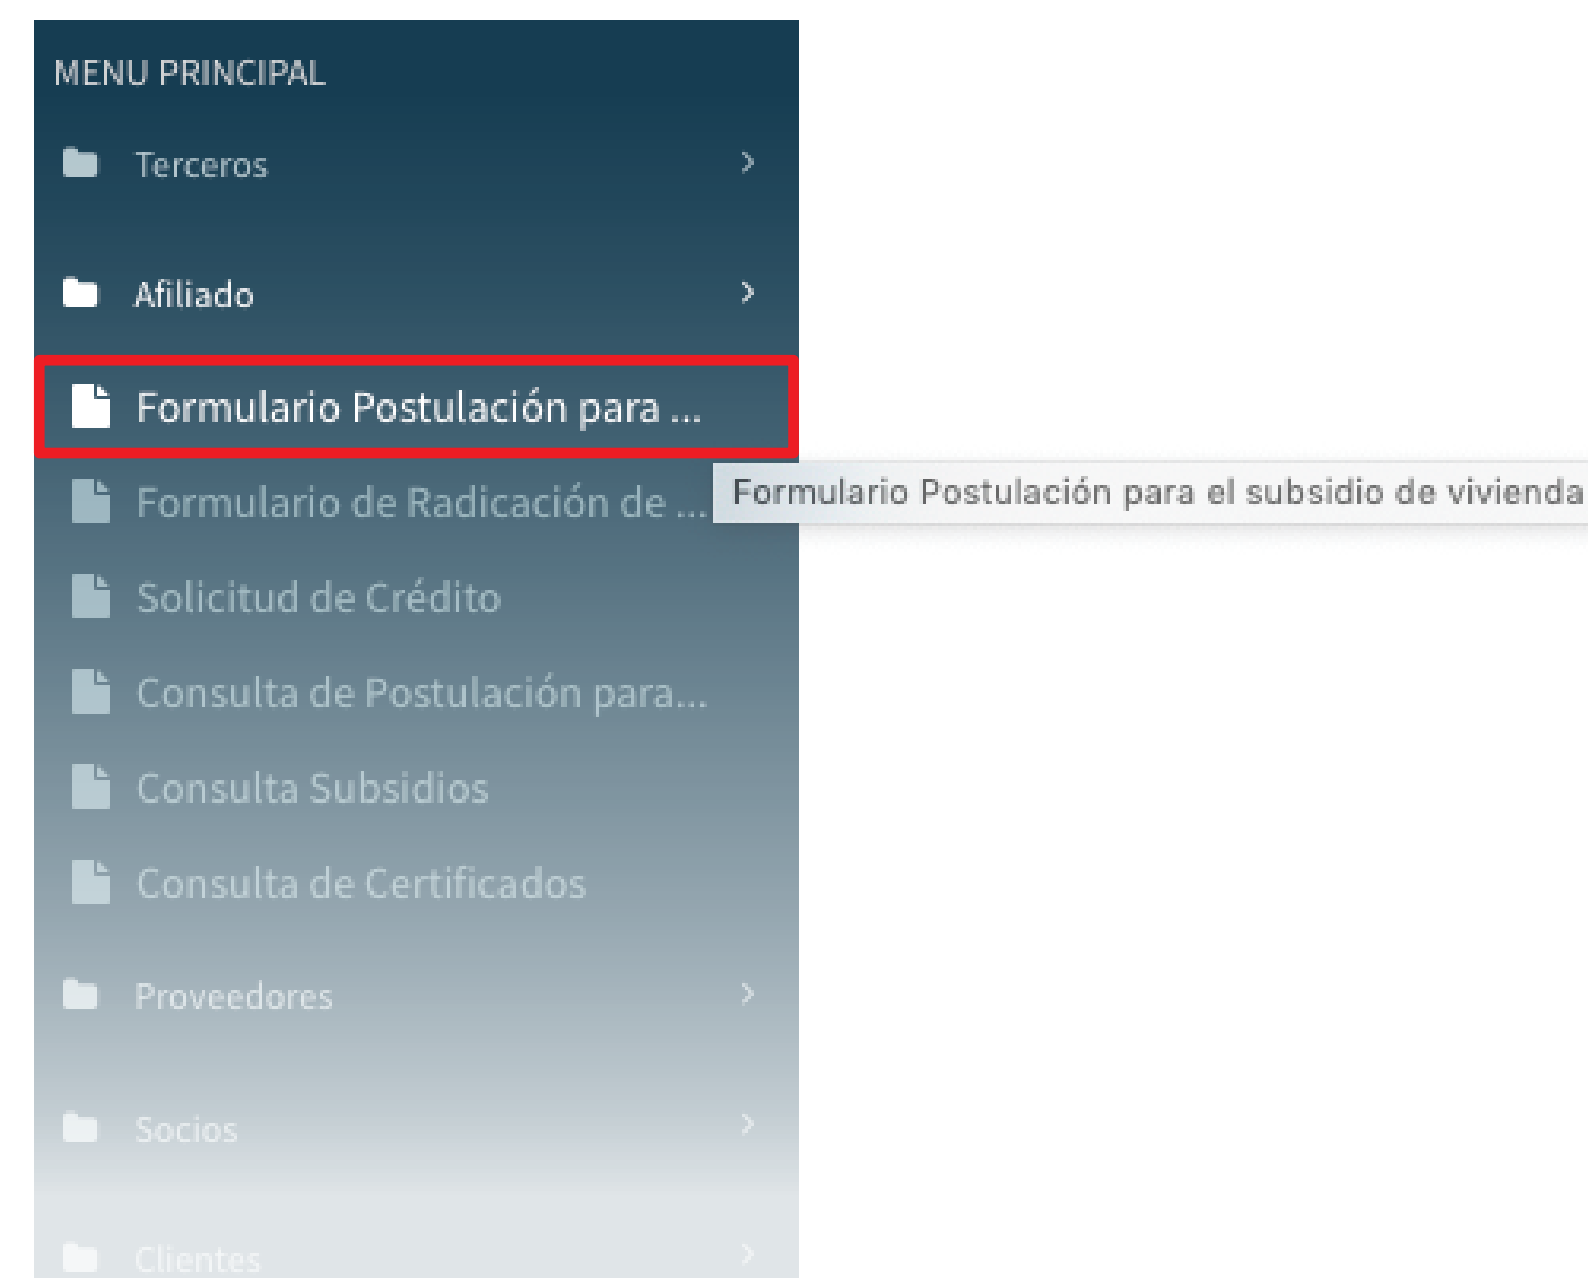 MENU PRINCIPAL
Terceros
Afiliado
Formulario Postulación para ...
Formulario Postulación para el subsidio de vivienda
Formulario de Radicación de ...
Solicitud de Crédito
Consulta de Postulación para...
Consulta Subsidios
Consulta de Certificados
Proveedores
Socios
Clientes